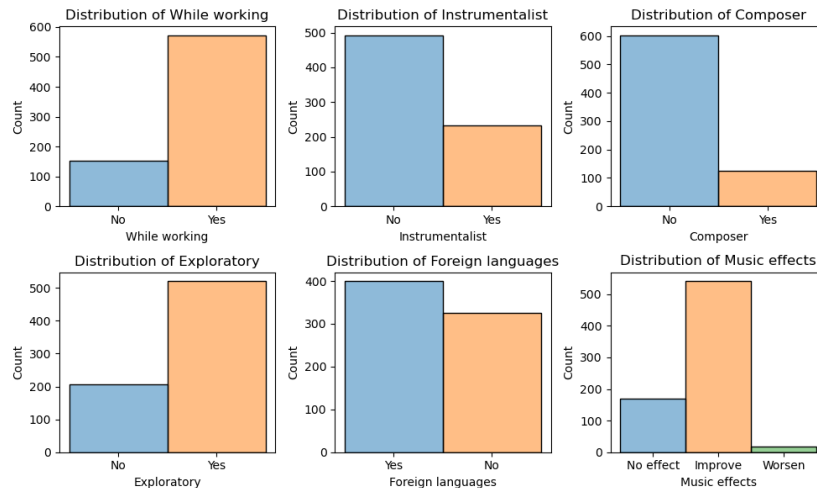 Distribution of While working
600
500
400
300
200
100
0
Count
No
Yes
While working
Distribution of Instrumentalist
500
400
300
200
100
0
Count
No
Yes
Instrumentalist
Distribution of Composer
600
500
400
300
200
100
0
Count
No
Yes
Composer
Distribution of Exploratory
500
400
300
200
100
0
Count
No
Yes
Exploratory
Distribution of Foreign languages
400
300
200
100
0
Count
Yes
No
Foreign languages
Distribution of Music effects
500
400
300
200
100
0
Count
No effect
Improve
Worsen
Music effects